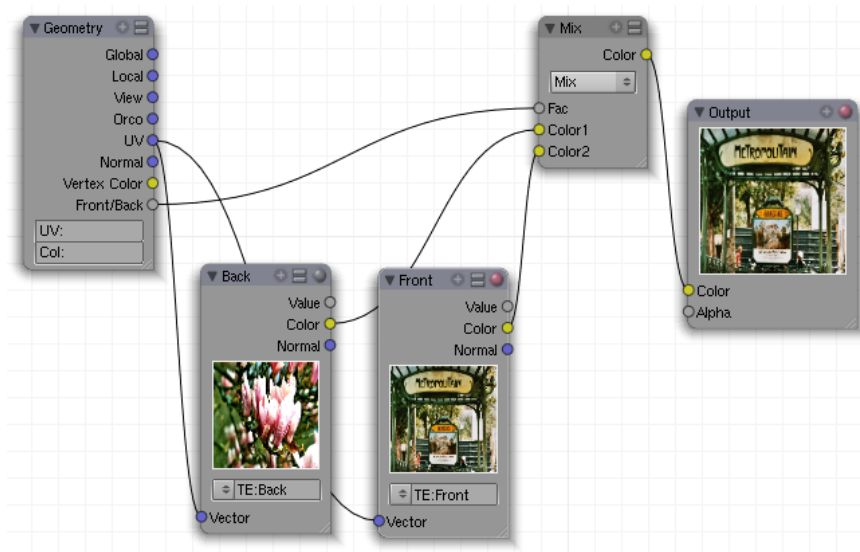 Geometry
Global
Local
View
Orco
UV
Normal
Vertex Color
Front/Back
UV:
Col:
Back
Value
Color
Normal
TE:Back
Vector
Front
Value
Color
Normal
METROPOLITAIN
TE:Front
Vector
Mix
Color
Mix
Fac
Color1
Color2
Output
METROPOLITAIN
Color
Alpha